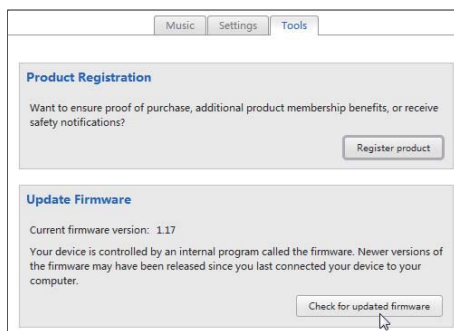 Music Settings Tools
Product Registration
Want to ensure proof of purchase, additional product membership benefits, or receive
safety notifications?
Register product
Update Firmware
Current firmware version: 1.17
Your device is controlled by an internal program called the firmware. Newer versions of
the firmware may have been released since you last connected your device to your
computer.
Check for updated firmware